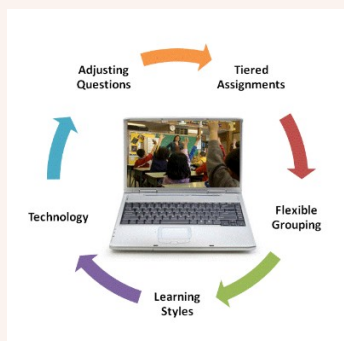 Adjusting
Questions
Tiered
Assignments
Flexible
Grouping
Learning
Styles
Technology